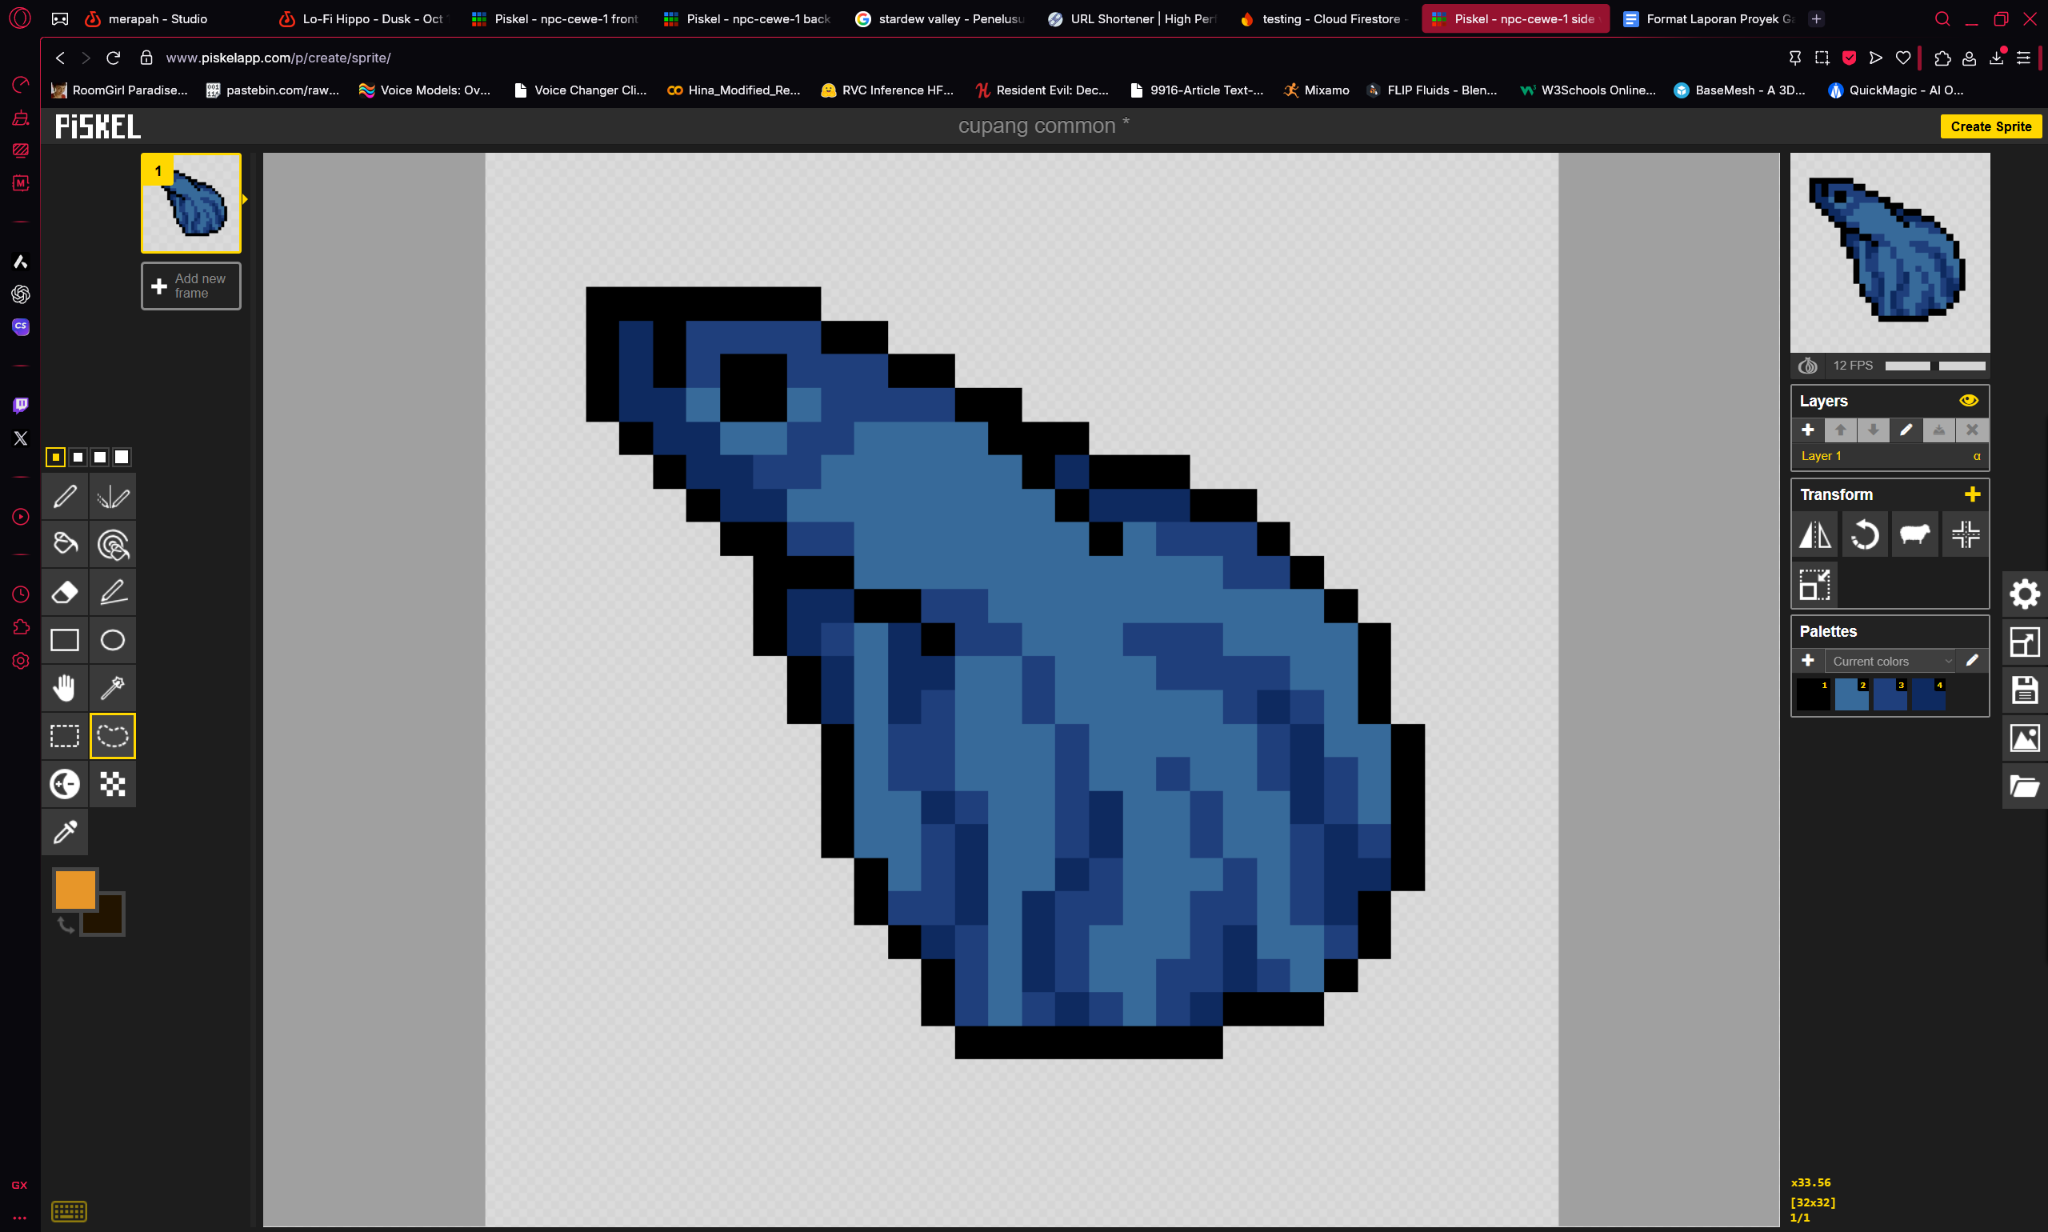 merapah - Studio
Lo-Fi Hippo - Dusk - Oct
Piskel - npc-cewe-1 front
Piskel - npc-cewe-1 back
stardew valley - Penelusu
URL Shortener | High Per
testing - Cloud Firestore -
Piskel - npc-cewe-1 side
Format Laporan Proyek Ga
www.piskelapp.com/p/create/sprite/
RoomGirl Paradise...
pastebin.com/raw...
Voice Models: Ov...
Voice Changer Cli...
Hina_Modified_Re...
RVC Inference HF...
Resident Evil: Dec...
9916-Article Text-...
Mixamo
FLIP Fluids - Blen...
W3Schools Online...
BaseMesh - A 3D...
QuickMagic - AI O...
PiSKEL
cupang common *
Create Sprite
1
Add new
frame
12 FPS
Layers
Layer 1
α
Transform
Palettes
Current colors
1
2
3
4
CS
M
GX
x33.56
[32x32]
1/1